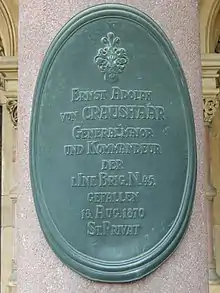 Ernst Adolf
von CRAUSHAAR
GeneralMajor
und Kommandeur
der
1.Inf.Brig.N.45
gefallen
18. Aug. 1870
St.Privat